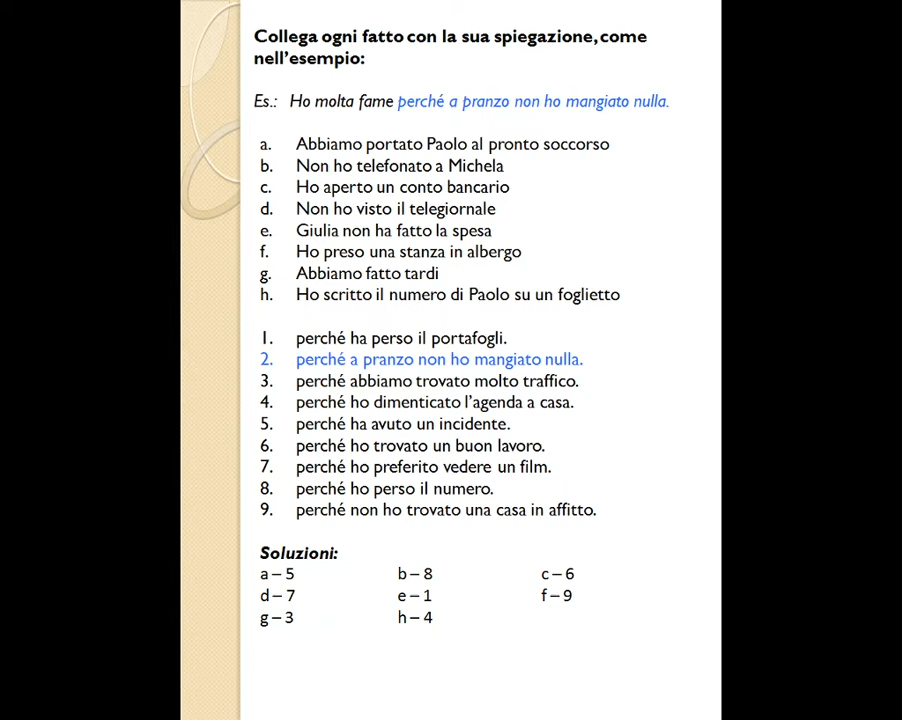 Collega ogni fatto con la sua spiegazione, come
nell'esempio:
Es.: Ho molta fame perché a pranzo non ho mangiato nulla.
a. Abbiamo portato Paolo al pronto soccorso
b. Non ho telefonato a Michela
c. Ho aperto un conto bancario
d. Non ho visto il telegiornale
e. Giulia non ha fatto la spesa
f. Ho preso una stanza in albergo
g. Abbiamo fatto tardi
h. Ho scritto il numero di Paolo su un foglietto
1. perché ha perso il portafogli.
2. perché a pranzo non ho mangiato nulla.
3. perché abbiamo trovato molto traffico.
4. perché ho dimenticato l'agenda a casa.
5. perché ha avuto un incidente.
6. perché ho trovato un buon lavoro.
7. perché ho preferito vedere un film.
8. perché ho perso il numero.
9. perché non ho trovato una casa in affitto.
Soluzioni:
a – 5 b – 8 c – 6
d – 7 e – 1 f – 9
g – 3 h – 4